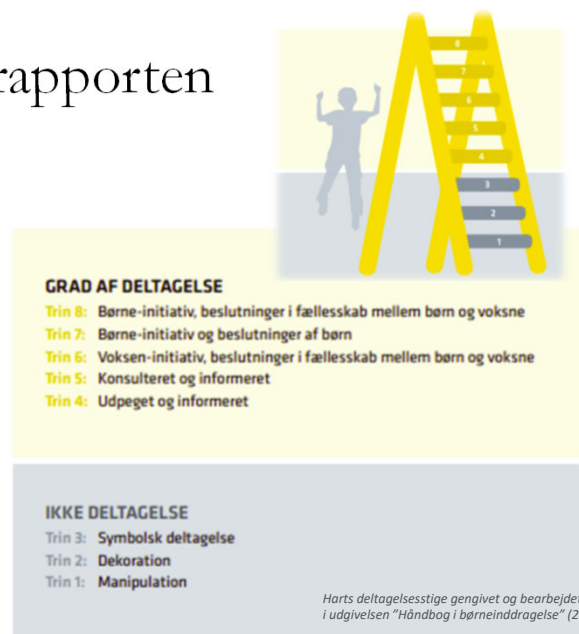 rapporten
8
7
6
5
4
3
2
1
GRAD AF DELTAGELSE
Trin 8: Børne-initiativ, beslutninger i fællesskab mellem børn og voksne
Trin 7: Børne-initiativ og beslutninger af børn
Trin 6: Voksen-initiativ, beslutninger i fællesskab mellem børn og voksne
Trin 5: Konsulteret og informeret
Trin 4: Udpeget og informeret
IKKE DELTAGELSE
Trin 3: Symbolsk deltagelse
Trin 2: Dekoration
Trin 1: Manipulation
Harts deltagelsesstige gengivet og bearbejdet
i udgivelsen "Håndbog i børneinddragelse" (2